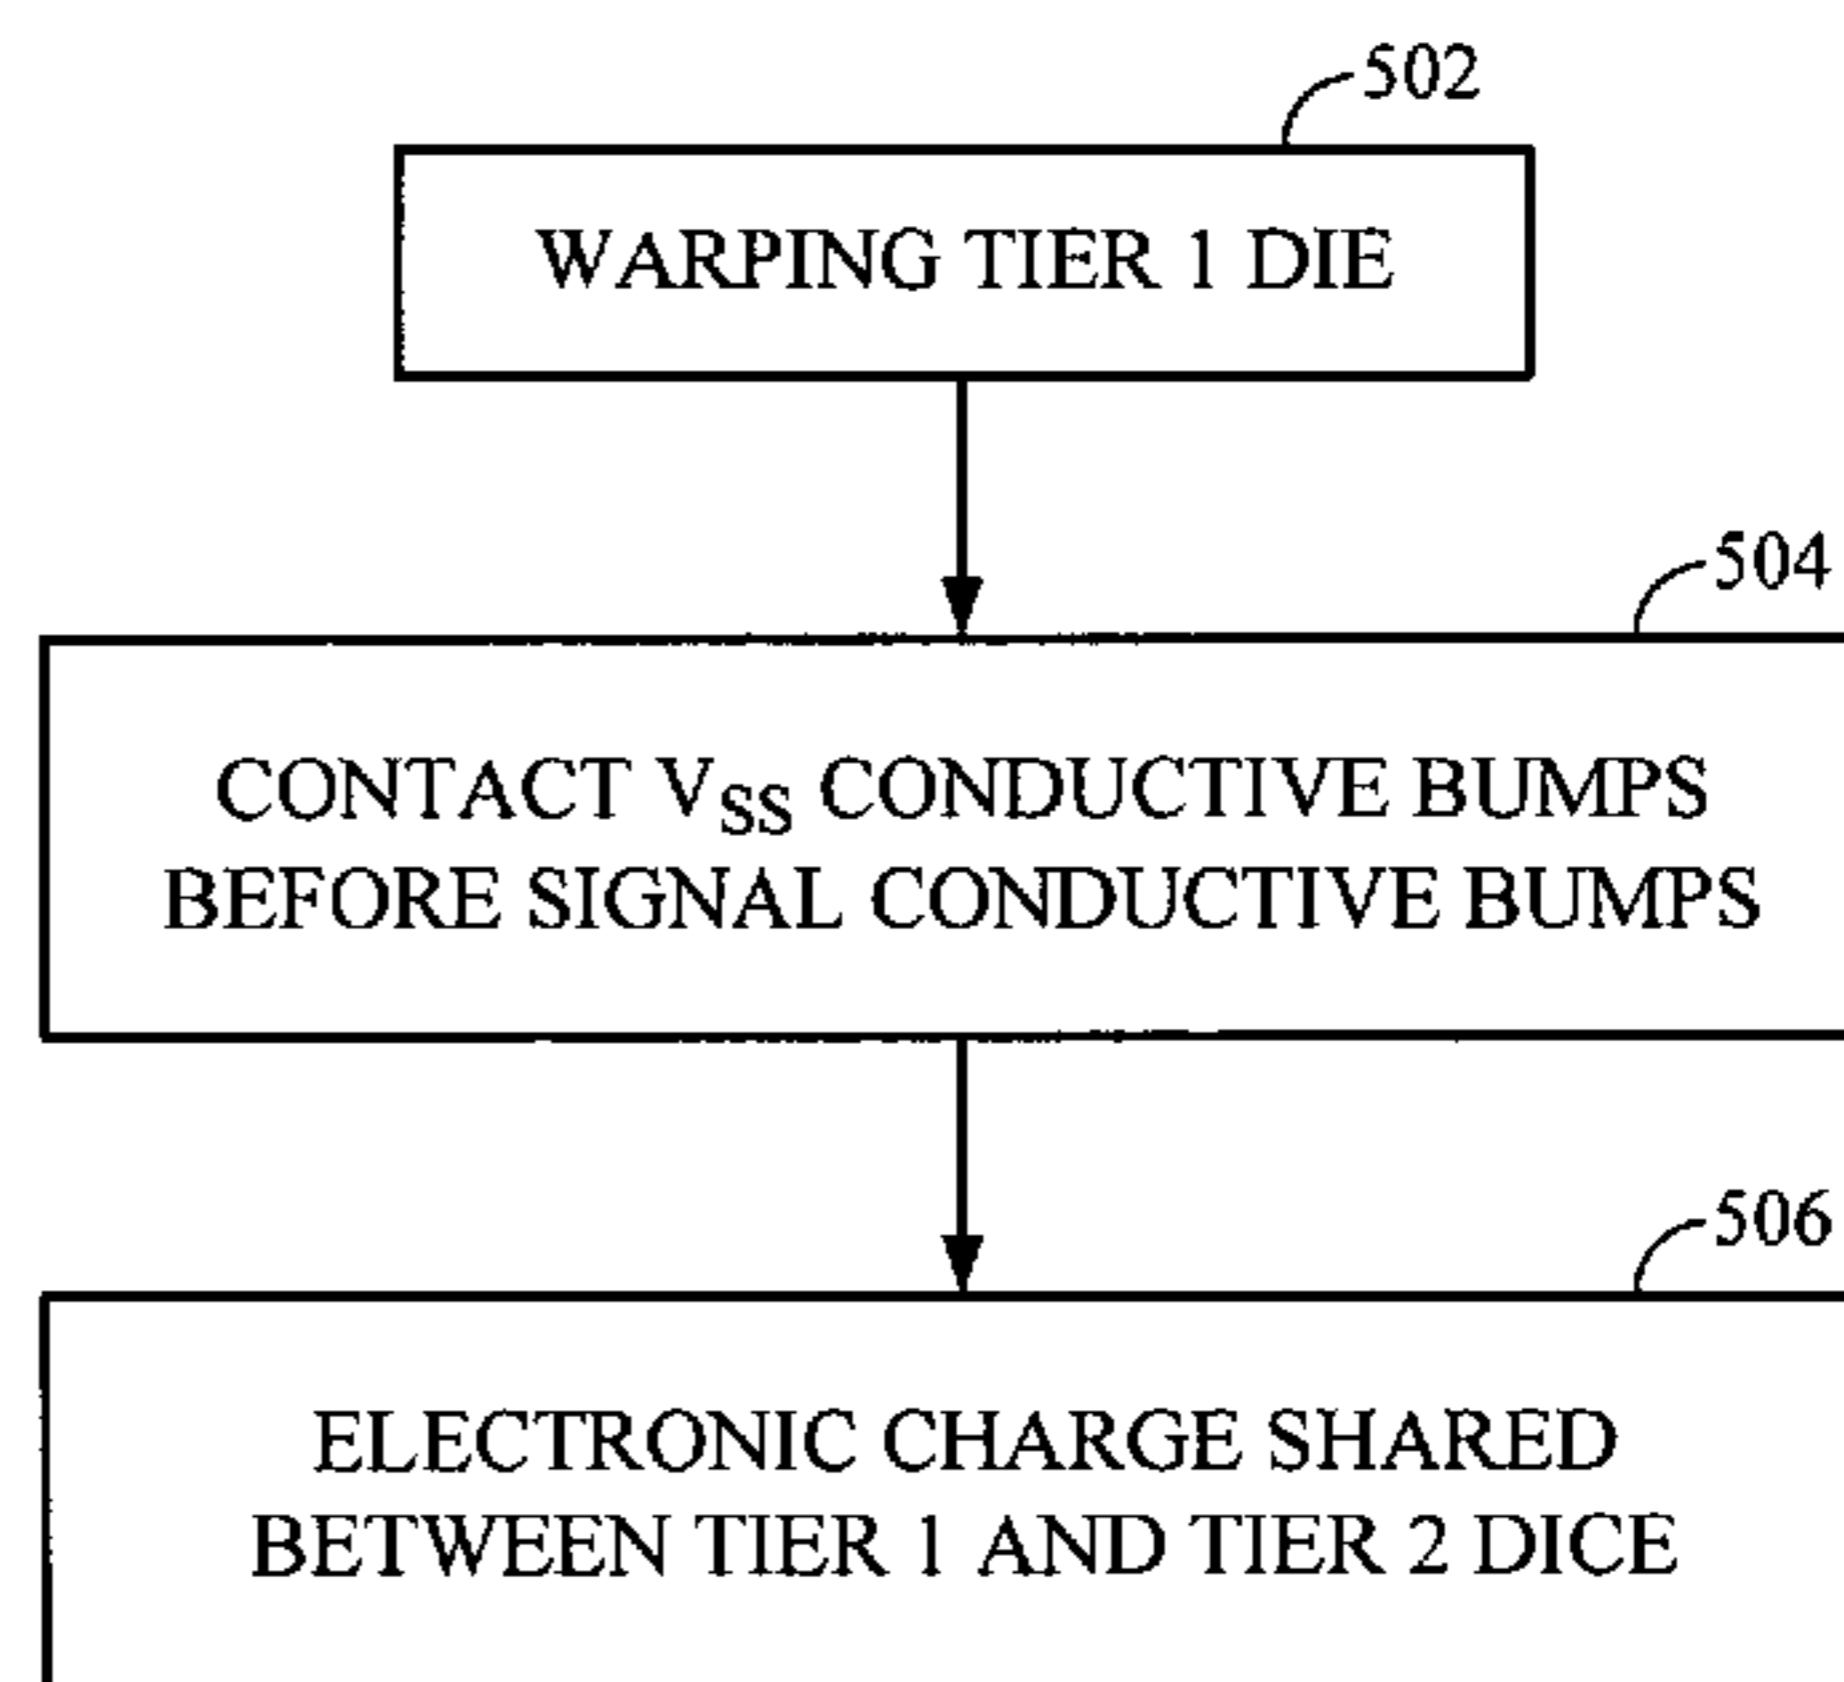 502
WARPING TIER 1 DIE
504
CONTACT VSS CONDUCTIVE BUMPS
BEFORE SIGNAL CONDUCTIVE BUMPS
506
ELECTRONIC CHARGE SHARED
BETWEEN TIER 1 AND TIER 2 DICE